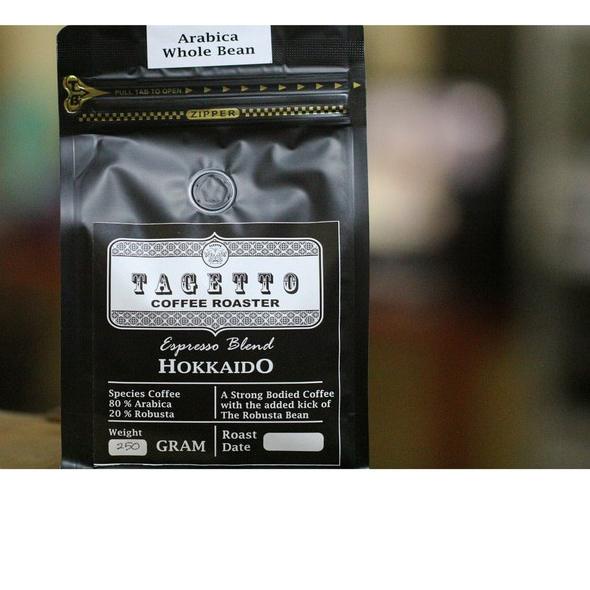 Arabica
Whole Bean
PULL TAB TO OPEN
ZIPPER
TAGETTO
COFFEE ROASTER
Espresso Blend
HOKKAIDO
Species Coffee
80 % Arabica
20 % Robusta
A Strong Bodied Coffee
with the added kick of
The Robusta Bean
Weight
250 GRAM
Roast
Date